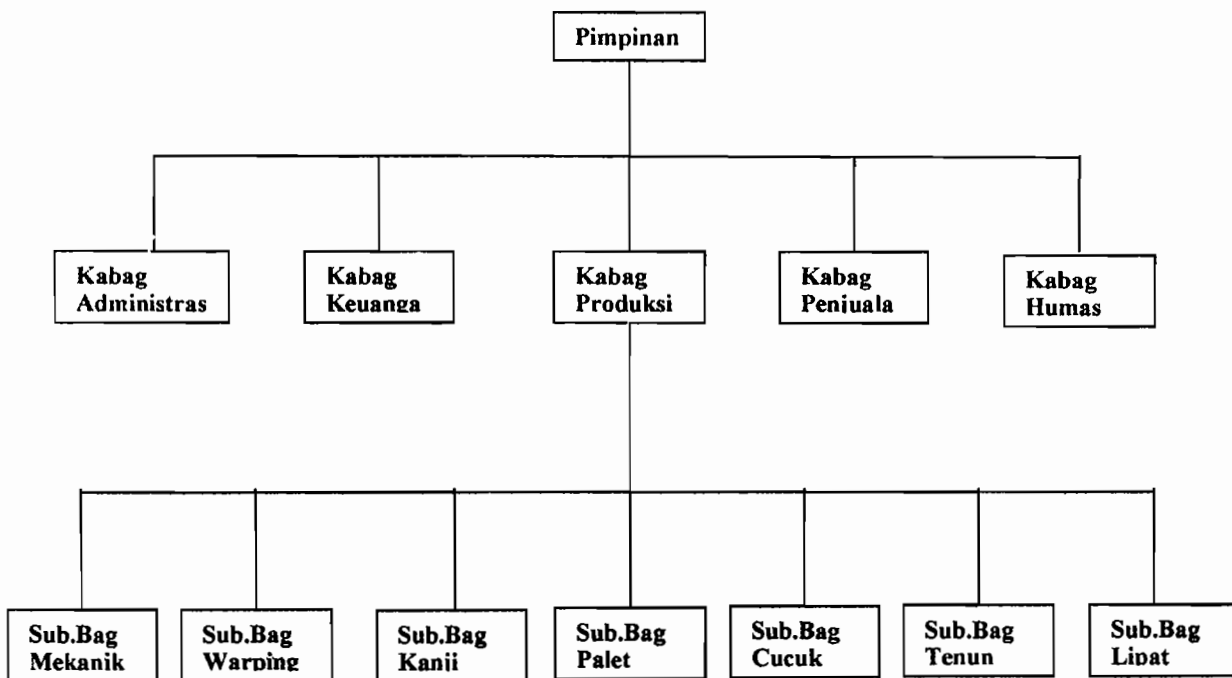 Pimpinan
Kabag
Administras
Kabag
Keuanga
Kabag
Produksi
Kabag
Penjuala
Kabag
Humas
Sub.Bag
Mekanik
Sub.Bag
Warping
Sub.Bag
Kanji
Sub.Bag
Palet
Sub.Bag
Cucuk
Sub.Bag
Tenun
Sub.Bag
Lipat